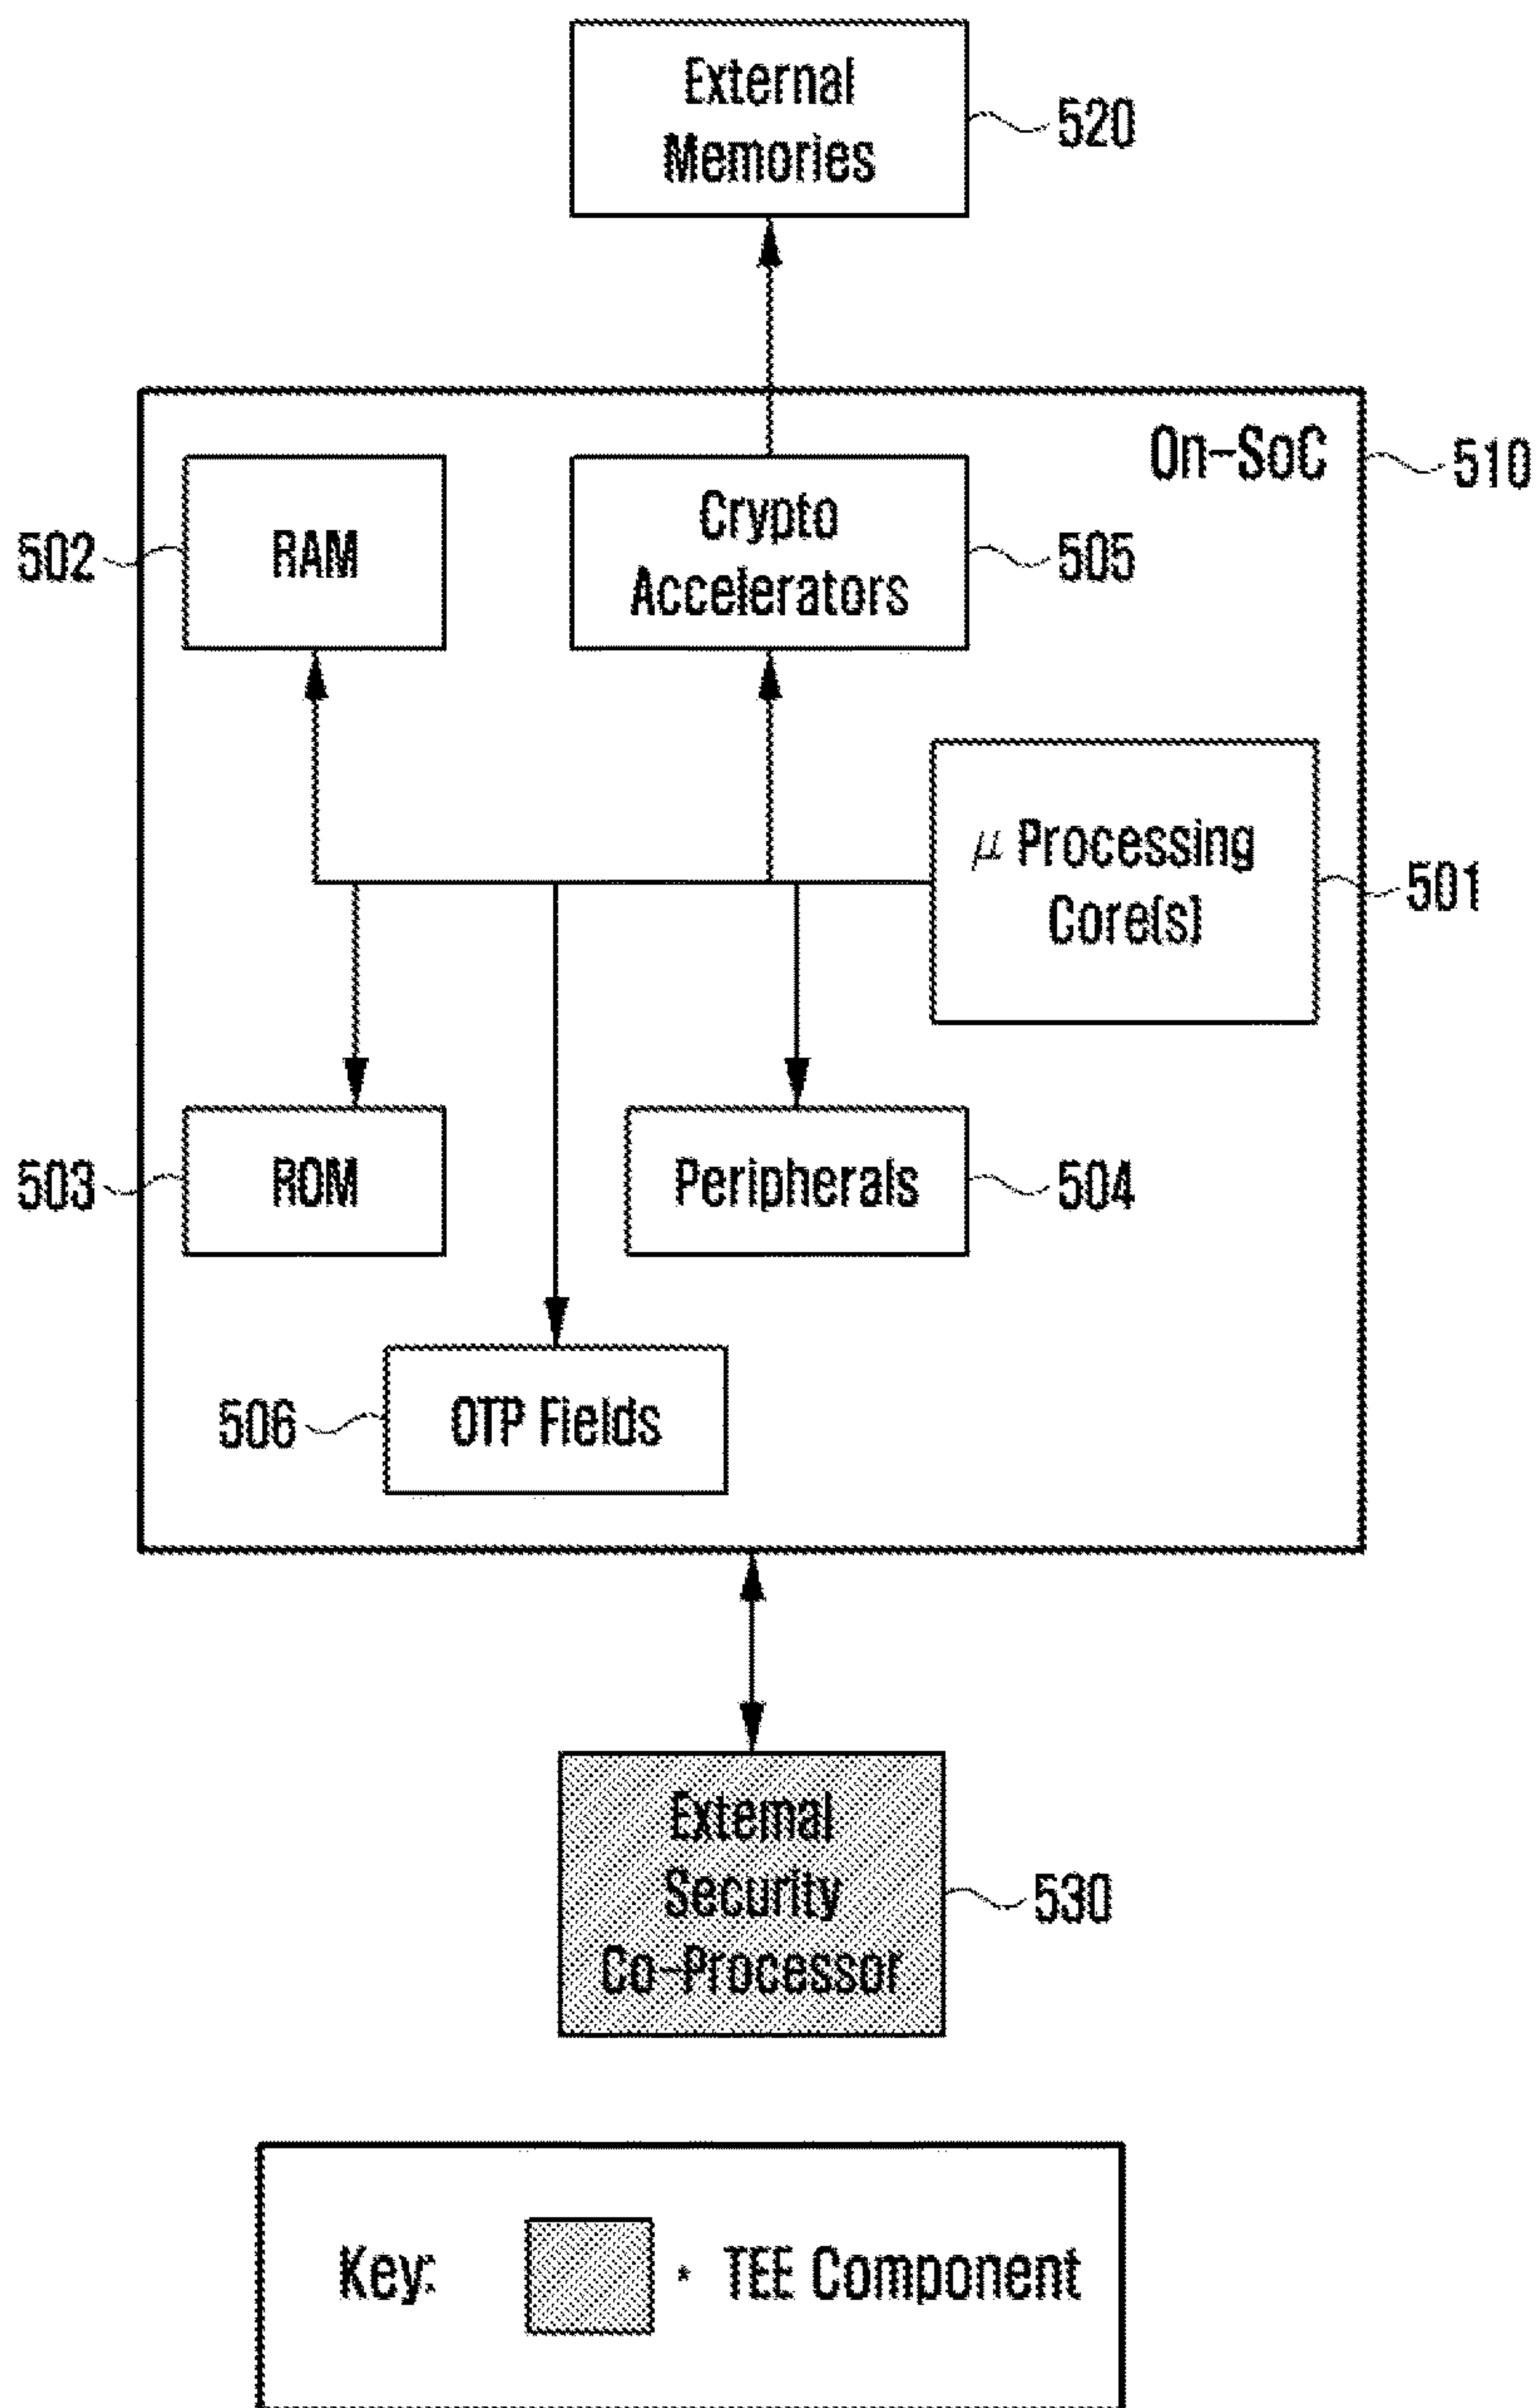 External
Memories
520
On-SoC
510
502
RAM
Crypto
Accelerators
505
μ Processing
Core(s)
501
503
ROM
Peripherals
504
506
OTP Fields
External
Security
Co-Processor
530
Key: * TEE Component